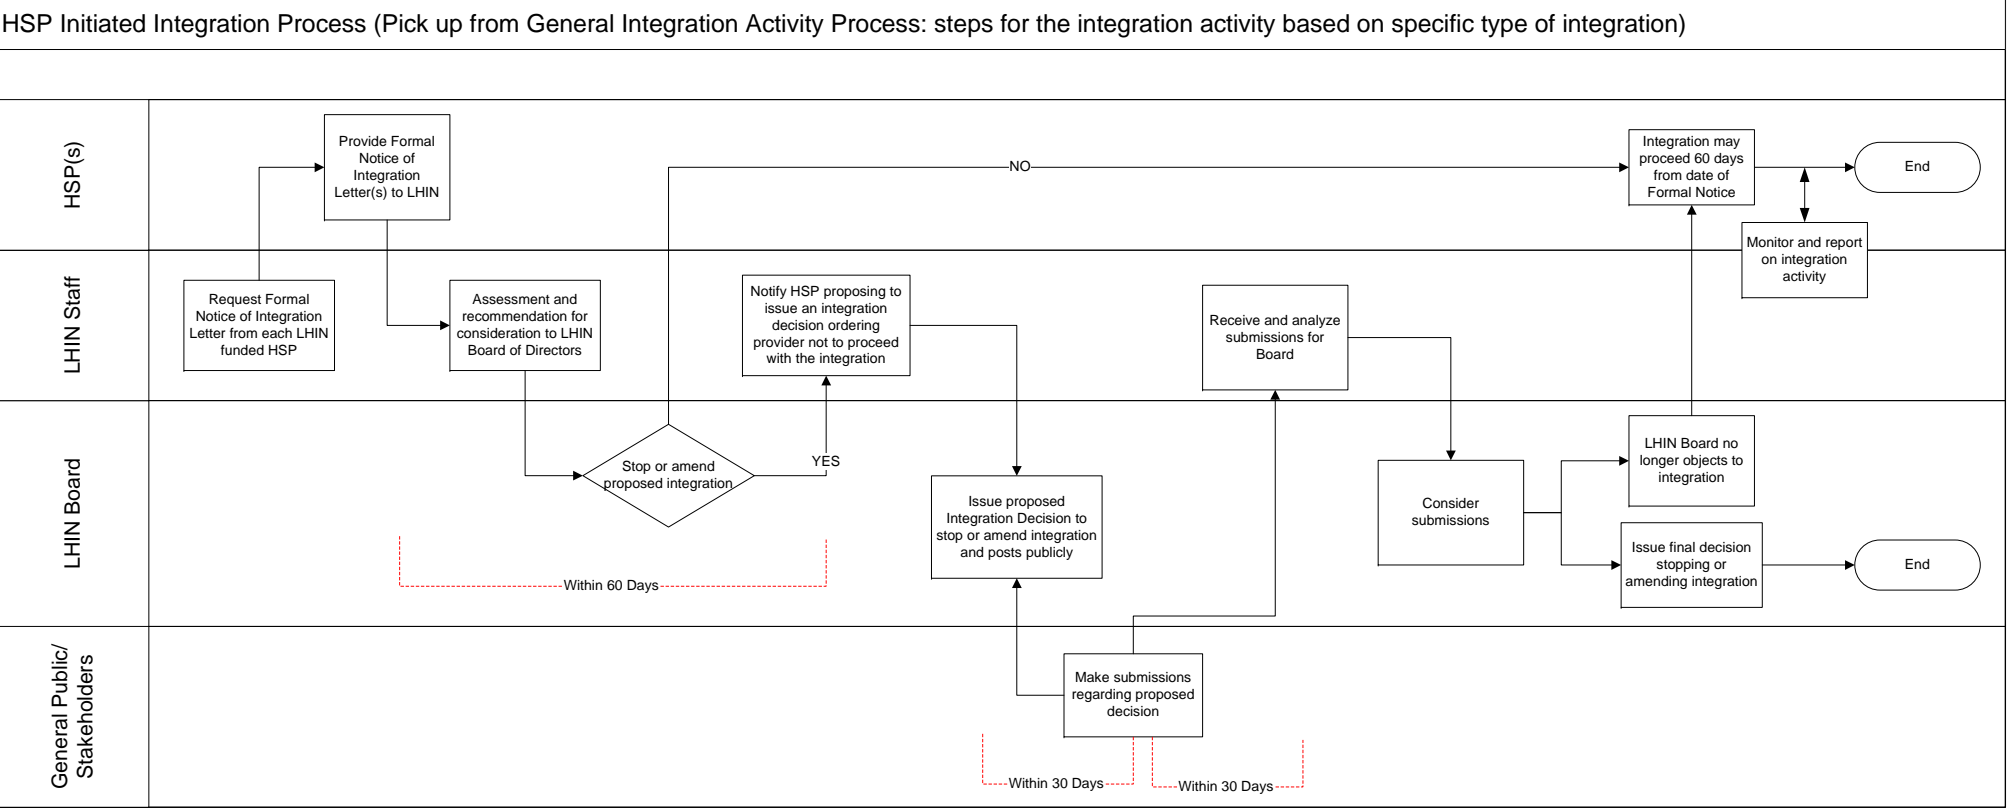 HSP Initiated Integration Process (Pick up from General Integration Activity Process: steps for the integration activity based on specific type of integration)
HSP(s)
Provide Formal
Notice of
Integration
Letter(s) to LHIN
NO
Integration may
proceed 60 days
from date of
Formal Notice
End
Monitor and report
on integration
activity
LHIN Staff
Request Formal
Notice of Integration
Letter from each LHIN
funded HSP
Assessment and
recommendation for
consideration to LHIN
Board of Directors
Notify HSP proposing to
issue an integration
decision ordering
provider not to proceed
with the integration
Receive and analyze
submissions for
Board
LHIN Board
Stop or amend
proposed integration
YES
Within 60 Days
Issue proposed
Integration Decision to
stop or amend integration
and posts publicly
Consider
submissions
LHIN Board no
longer objects to
integration
Issue final decision
stopping or
amending integration
End
General Public/
Stakeholders
Make submissions
regarding proposed
decision
Within 30 Days
Within 30 Days